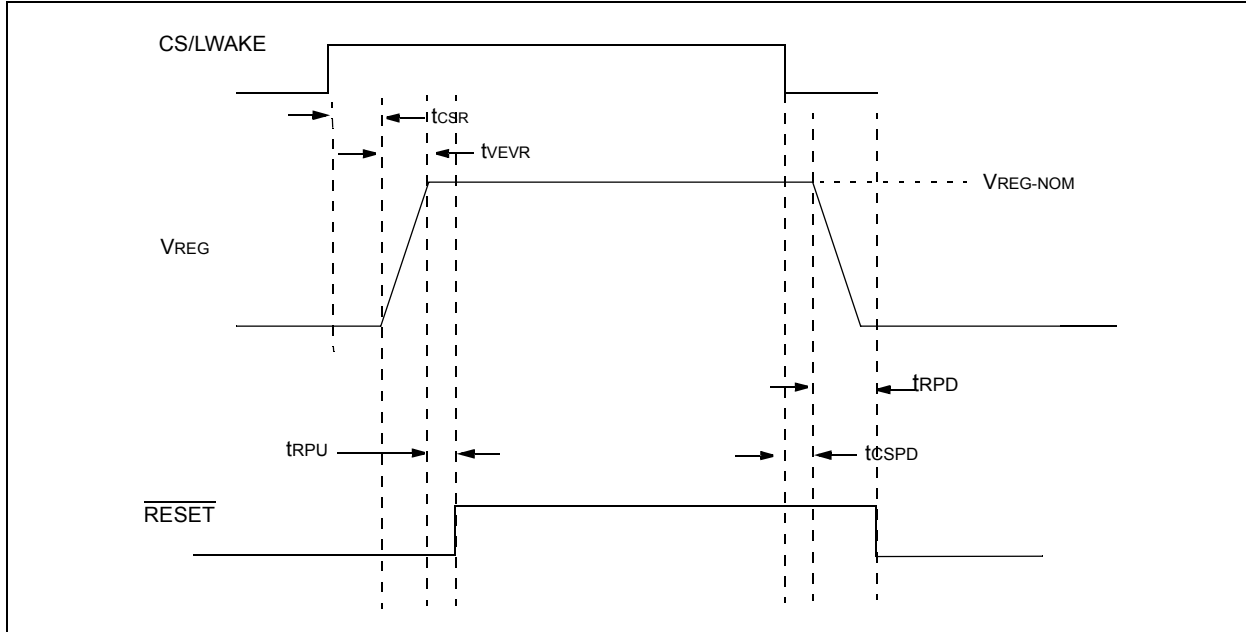 CS/LWAKE
tCSR
tVEVR
VREG-NOM
VREG
tRPD
tRPU
tCSPD
RESET